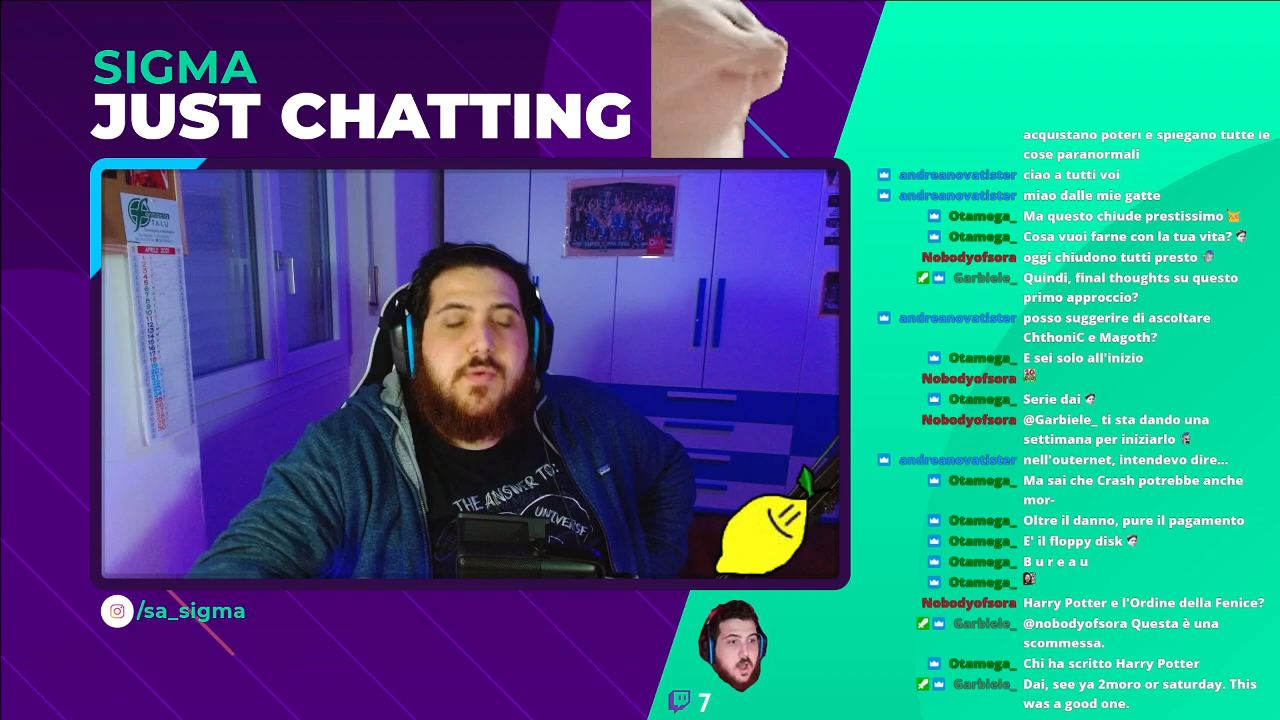 SIGMA
JUST CHATTING
TALU
APRILE 2021
THE ANSWER TO:
UNIVERSE
/sa_sigma
7
acquistano poteri e spiegano tutte le
cose paranormali
andreanovatister ciao a tutti voi
andreanovatister miao dalle mie gatte
Otamega_ Ma questo chiude prestissimo
Otamega_ Cosa vuoi farne con la tua vita?
Nobodyofsora oggi chiudono tutti presto
Garbiele_ Quindi, final thoughts su questo
primo approccio?
andreanovatister posso suggerire di ascoltare
ChthoniC e Magoth?
Otamega_ E sei solo all'inizio
Nobodyofsora
Otamega_ Serie dai
Nobodyofsora @Garbiele_ ti sta dando una
settimana per iniziarlo
andreanovatister nell'outernet, intendevo dire...
Otamega_ Ma sai che Crash potrebbe anche
mor-
Otamega_ Oltre il danno, pure il pagamento
Otamega_ E' il floppy disk
Otamega_ B u r e a u
Otamega_
Nobodyofsora Harry Potter e l'Ordine della Fenice?
Garbiele_ @nobodyofsora Questa è una
scommessa.
Otamega_ Chi ha scritto Harry Potter
Garbiele_ Dai, see ya 2moro or saturday. This
was a good one.